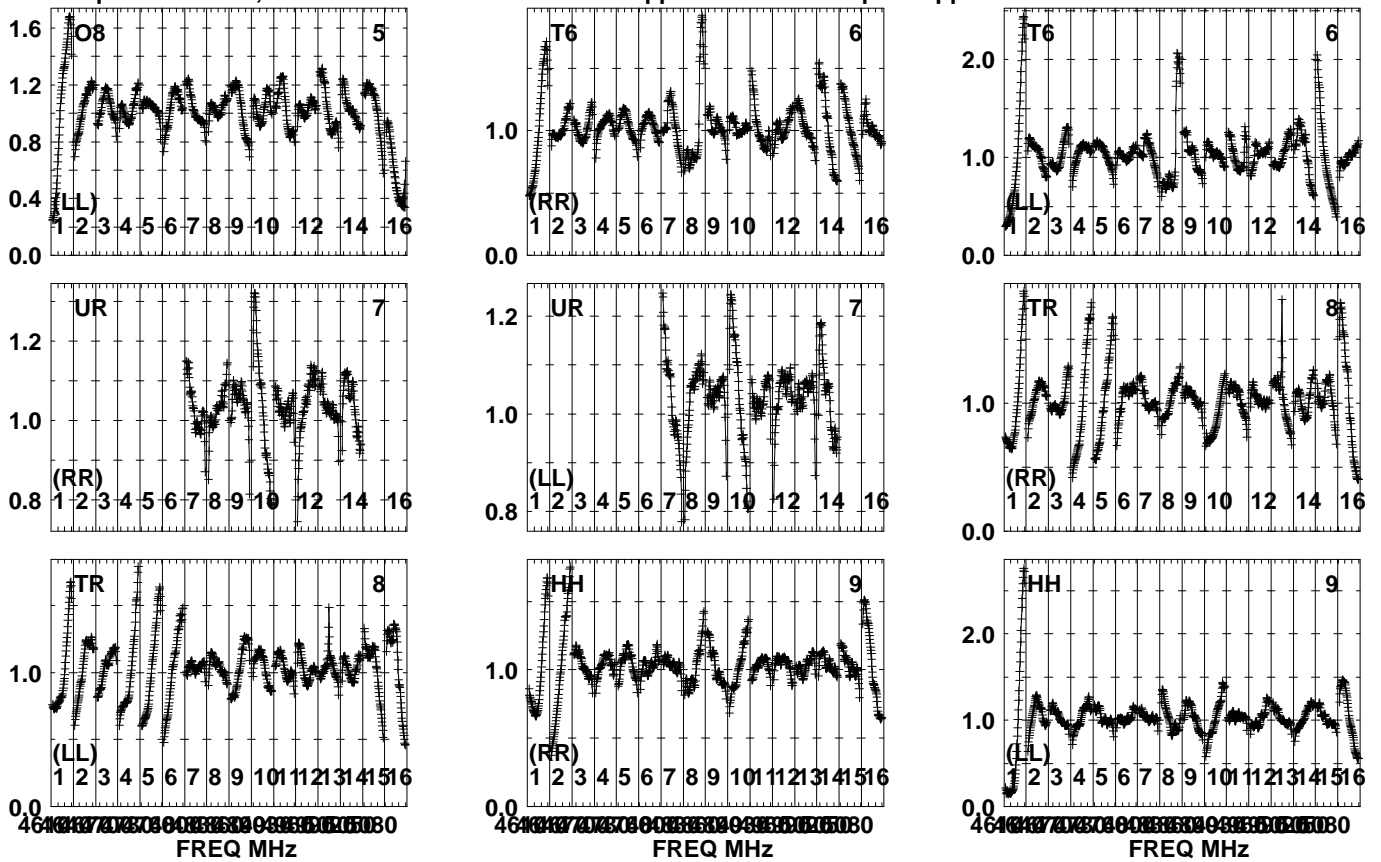 1.6 O8 5
1.2
0.8
0.4 (LL)
1 2 3 4 5 6 7 8 9 10 12 14 16
0.0
T6 6
1.0
(RR)
1 2 3 4 5 6 7 8 9 10 12 14 16
0.0
T6 6
2.0
1.0
(LL)
1 2 3 4 5 6 7 8 9 10 12 14 16
0.0
UR 7
1.2
1.0
(RR)
1 2 3 4 5 6 7 8 9 10 12 14 16
0.8
UR 7
1.2
1.0
(LL)
1 2 3 4 5 6 7 8 9 10 12 14 16
0.8
TR 8
1.0
(RR)
1 2 3 4 5 6 7 8 9 10 12 14 16
0.0
TR 8
1.0
(LL)
1 2 3 4 5 6 7 8 9 10 11 12 13 14 15 16
0.0
FREQ MHz
HH 9
1.0
(RR)
1 2 3 4 5 6 7 8 9 10 11 12 13 14 15 16
0.0
FREQ MHz
HH 9
2.0
1.0
(LL)
1 2 3 4 5 6 7 8 9 10 11 12 13 14 15 16
0.0
FREQ MHz